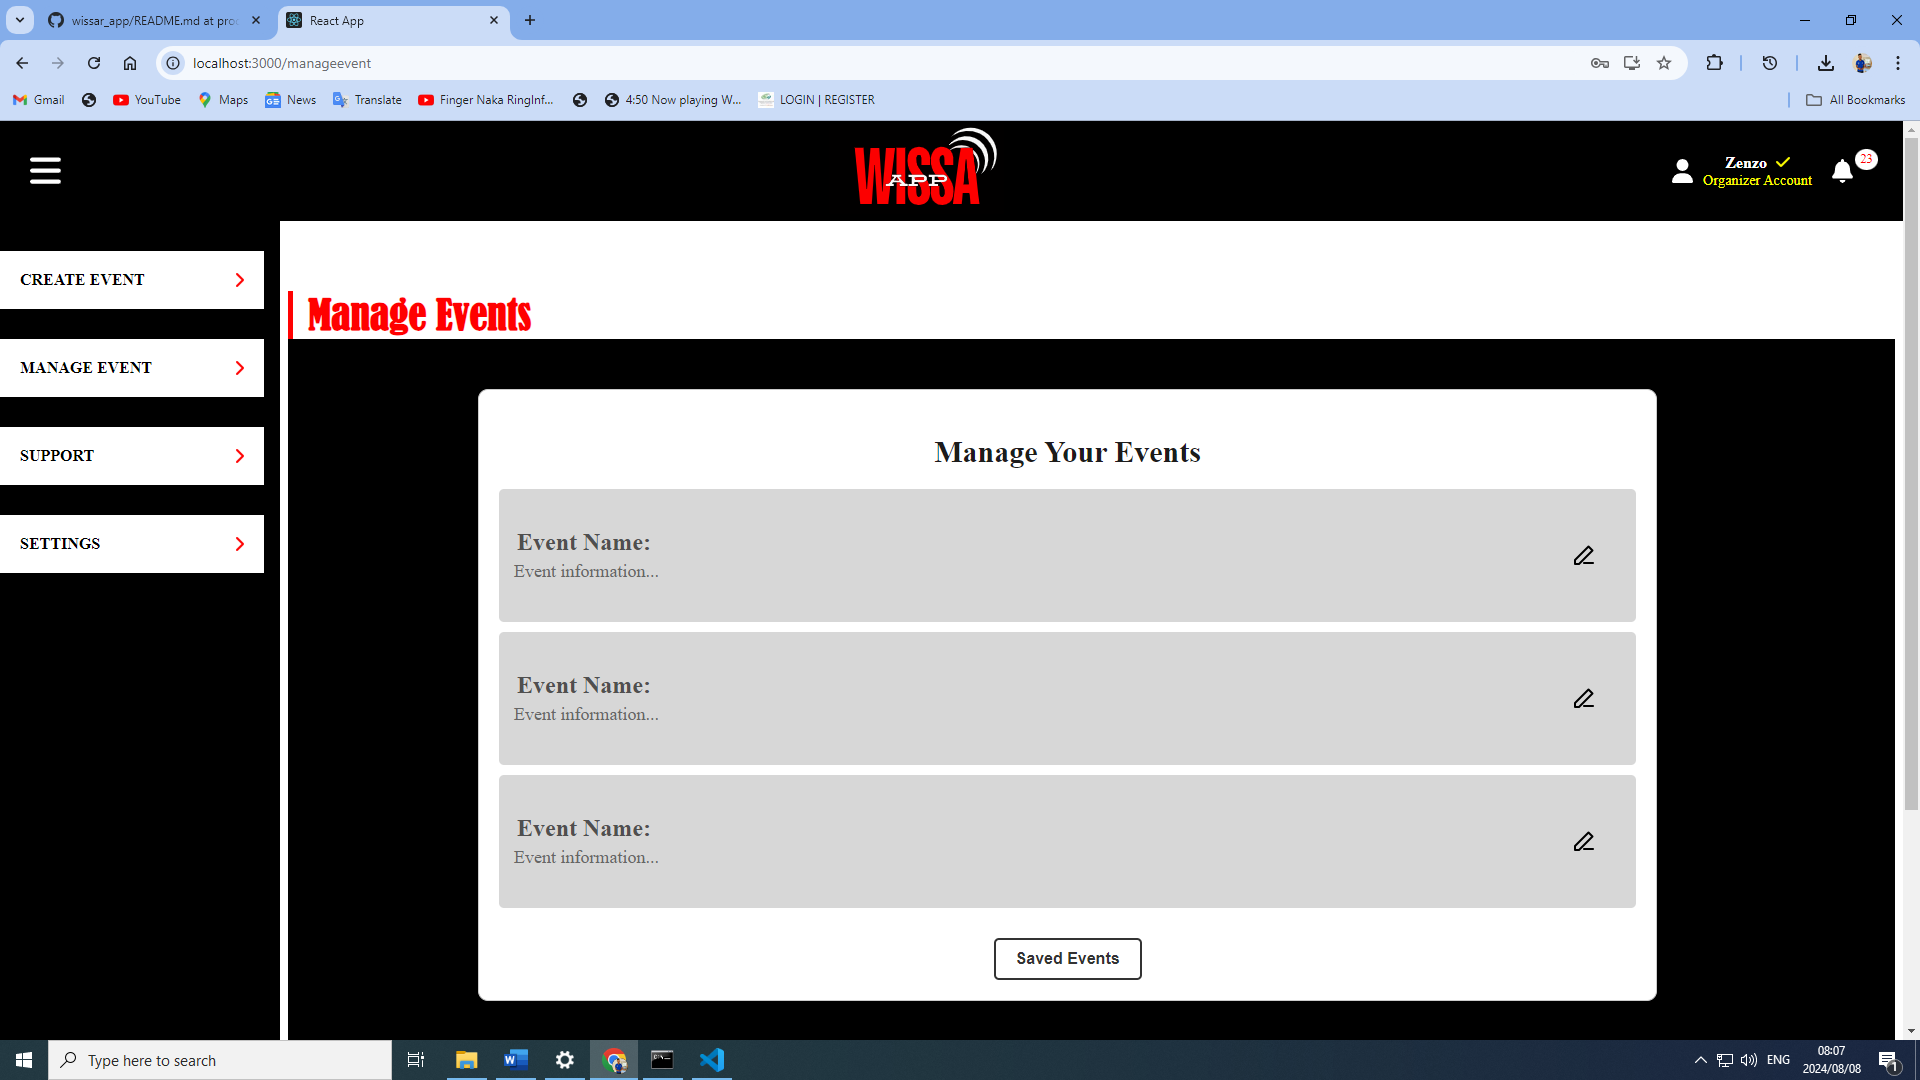 wissar_app/README.md at pro
React App
localhost:3000/manageevent
Gmail
YouTube
Maps
News
Translate
Finger Naka RingInf...
4:50 Now playing W...
LOGIN | REGISTER
All Bookmarks
WISSA
APP
Zenzo
Organizer Account
23
CREATE EVENT
MANAGE EVENT
SUPPORT
SETTINGS
Manage Events
Manage Your Events
Event Name:
Event information...
Event Name:
Event information...
Event Name:
Event information...
Saved Events
Type here to search
ENG
08:07
2024/08/08
1